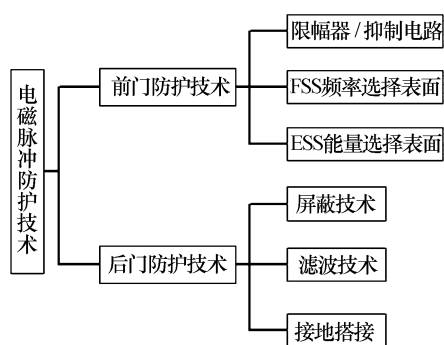 电磁脉冲防护技术
前门防护技术
限幅器/抑制电路
FSS频率选择表面
ESS能量选择表面
后门防护技术
屏蔽技术
滤波技术
接地搭接